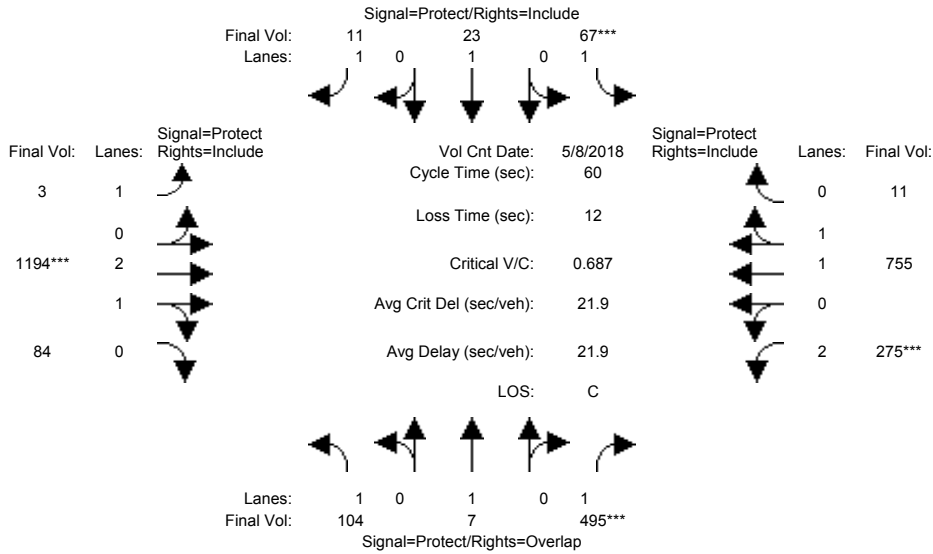 Signal=Protect/Rights=Include
Final Vol: 11 23 67***
Lanes: 1 0 1 0 1
Signal=Protect
Final Vol: Lanes: Rights=Include
Vol Cnt Date: 5/8/2018
Signal=Protect
Rights=Include Lanes: Final Vol:
Cycle Time (sec): 60
3 1
0 11
Loss Time (sec): 12
0
1
1194*** 2
Critical V/C: 0.687
1 755
1
Avg Crit Del (sec/veh): 21.9
0
84 0
Avg Delay (sec/veh): 21.9
2 275***
LOS: C
Lanes: 1 0 1 0 1
Final Vol: 104 7 495***
Signal=Protect/Rights=Overlap